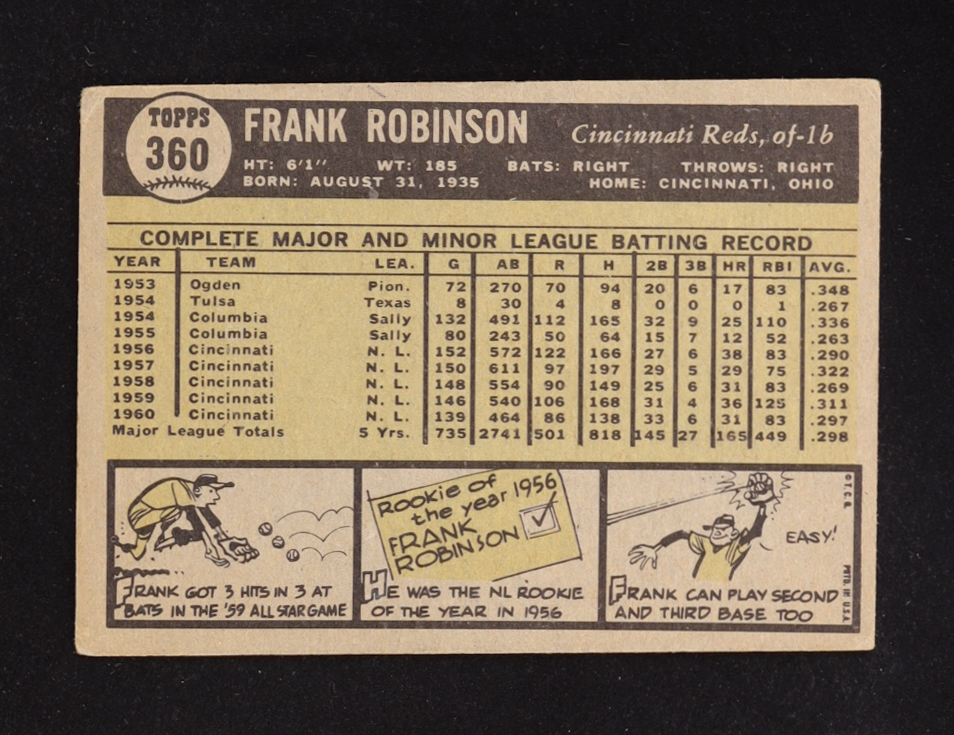 TOPPS
360
FRANK ROBINSON Cincinnati Reds, of-1b
HT: 6'1'' WT: 185 BATS: RIGHT THROWS: RIGHT
BORN: AUGUST 31, 1935 HOME: CINCINNATI, OHIO
COMPLETE MAJOR AND MINOR LEAGUE BATTING RECORD
YEAR TEAM LEA. G AB R H 2B 3B HR RBI AVG.
1953 Ogden Pion. 72 270 70 94 20 6 17 83 .348
1954 Tulsa Texas 8 30 4 8 0 0 0 1 .267
1954 Columbia Sally 132 491 112 165 32 9 25 110 .336
1955 Columbia Sally 80 243 50 64 15 7 12 52 .263
1956 Cincinnati N. L. 152 572 122 166 27 6 38 83 .290
1957 Cincinnati N. L. 150 611 97 197 29 5 29 75 .322
1958 Cincinnati N. L. 148 554 90 149 25 6 31 83 .269
1959 Cincinnati N. L. 146 540 106 168 31 4 36 125 .311
1960 Cincinnati N. L. 139 464 86 138 33 6 31 83 .297
Major League Totals 5 Yrs. 735 2741 501 818 145 27 165 449 .298
FRANK GOT 3 HITS IN 3 AT
BATS IN THE '59 ALL STAR GAME
Rookie of
the year 1956
FRANK
ROBINSON
HE WAS THE NL ROOKIE
OF THE YEAR IN 1956
EASY!
FRANK CAN PLAY SECOND
AND THIRD BASE TOO
© T. C. G.
PRTD. IN U.S.A.